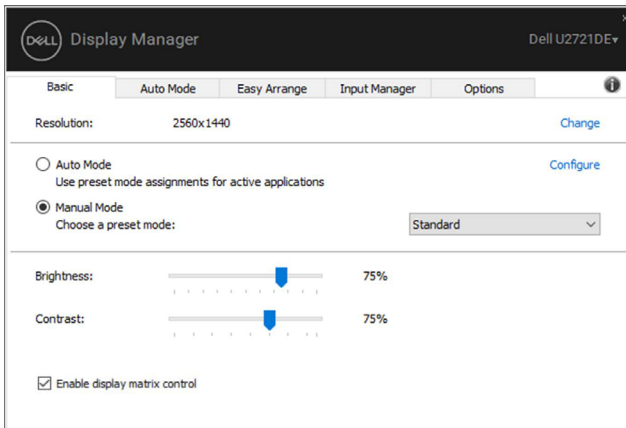 DELL Display Manager
Dell U2721DE
Basic Auto Mode Easy Arrange Input Manager Options
Resolution: 2560x1440 Change
Auto Mode Configure
Use preset mode assignments for active applications
Manual Mode
Choose a preset mode: Standard
Brightness: 75%
Contrast: 75%
Enable display matrix control